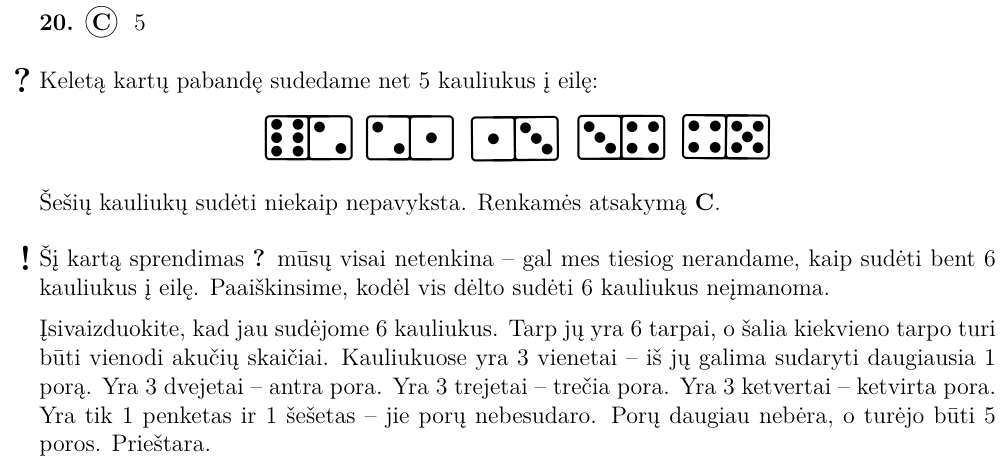 20. C 5
? Keletą kartų pabandę sudedame net 5 kauliukus į eilę:
Šešių kauliukų sudėti niekaip nepavyksta. Renkamės atsakymą C.
! Šį kartą sprendimas ? mūsų visai netenkina – gal mes tiesiog nerandame, kaip sudėti bent 6
kauliukus į eilę. Paaiškinsime, kodėl vis dėlto sudėti 6 kauliukus neįmanoma.
Įsivaizduokite, kad jau sudėjome 6 kauliukus. Tarp jų yra 6 tarpai, o šalia kiekvieno tarpo turi
būti vienodi akučių skaičiai. Kauliukuose yra 3 vienetai – iš jų galima sudaryti daugiausia 1
porą. Yra 3 dvejetai – antra pora. Yra 3 trejetai – trečia pora. Yra 3 ketvertai – ketvirta pora.
Yra tik 1 penketas ir 1 šešetas – jie porų nebesudaro. Porų daugiau nebėra, o turėjo būti 5
poros. Prieštara.